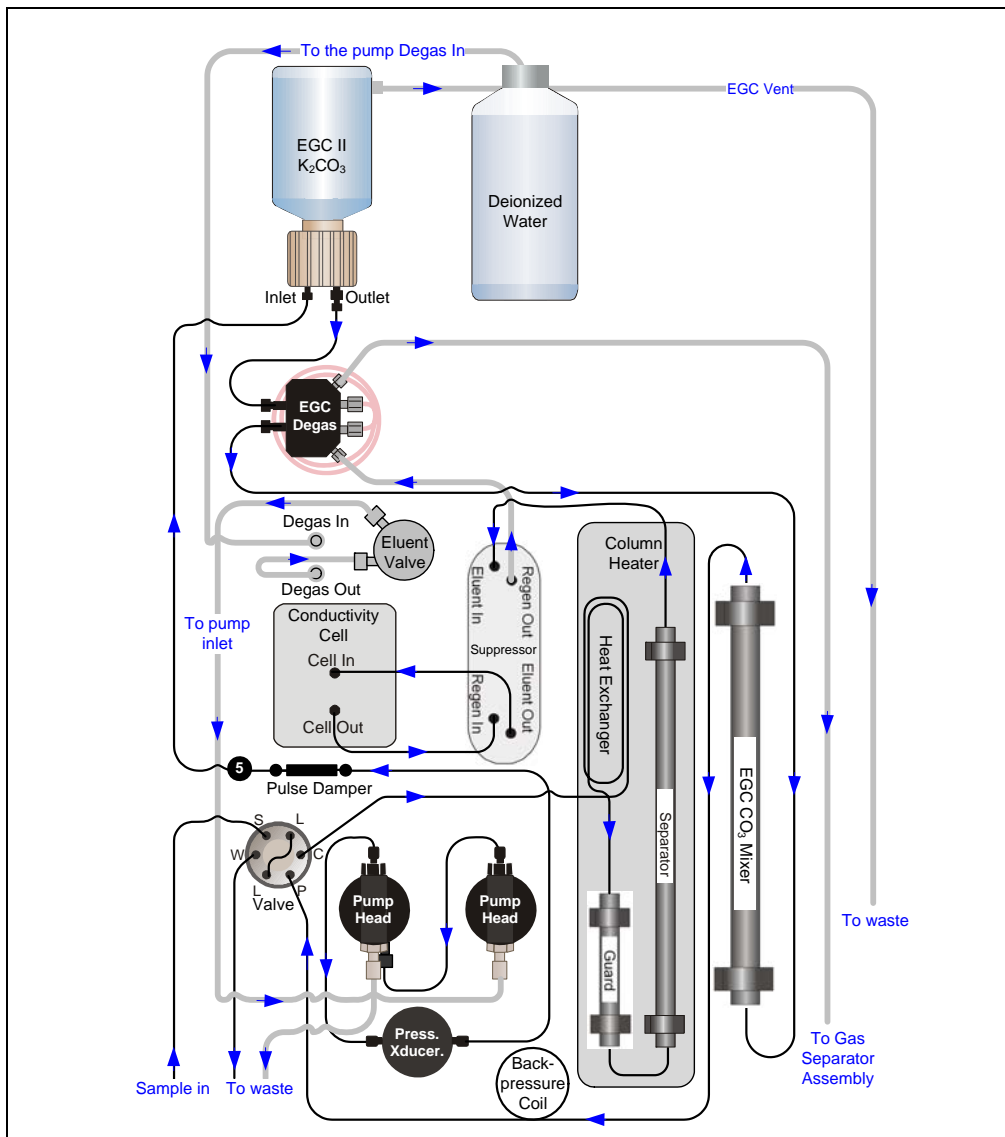 To the pump Degas In
EGC Vent
EGC II
K₂CO₃
Deionized
Water
Inlet
Outlet
EGC
Degas
Degas In
Eluent
Valve
Degas Out
To pump
inlet
Conductivity
Cell
Cell In
Cell Out
Eluent In
Regen Out
Suppressor
Regen In
Eluent Out
Column
Heater
Heat Exchanger
Separator
Guard
EGC CO₃ Mixer
5
Pulse Damper
S
L
W
C
L
P
Valve
Pump
Head
Pump
Head
Press.
Xducer.
Back-
pressure
Coil
Sample in
To waste
To waste
To Gas
Separator
Assembly